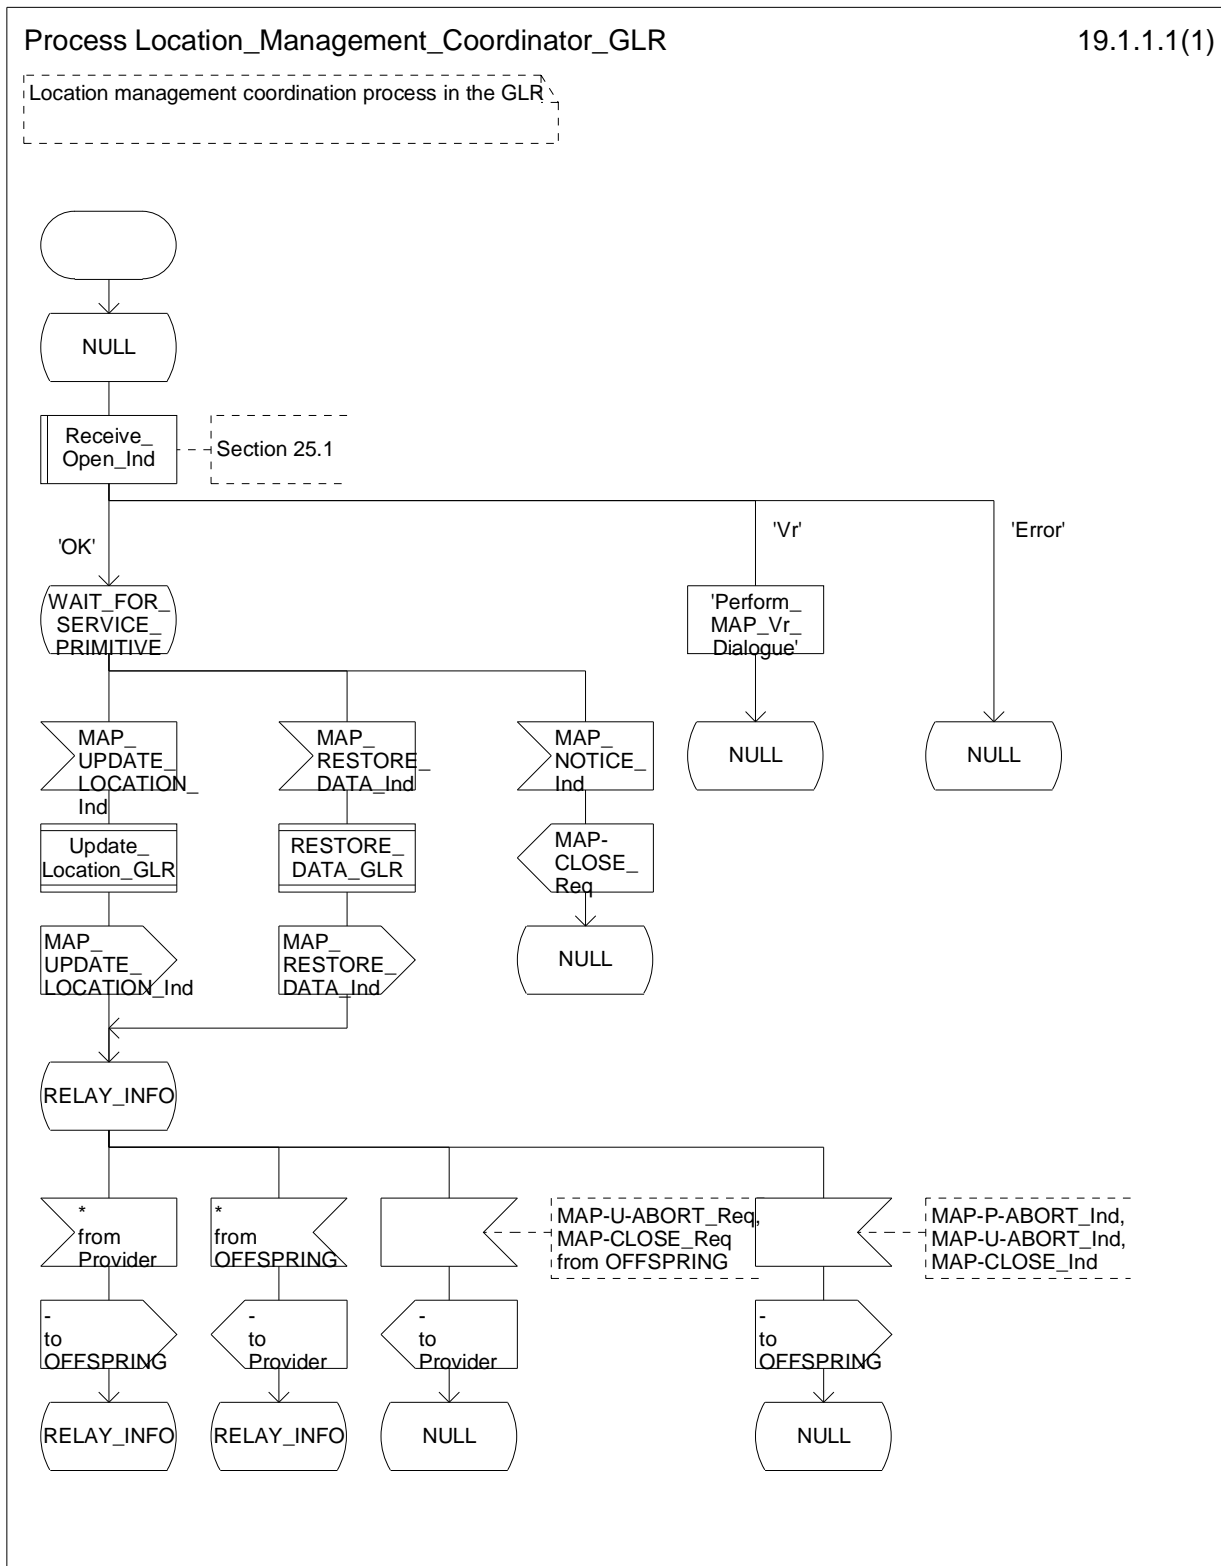 Process Location_Management_Coordinator_GLR
19.1.1.1(1)
Location management coordination process in the GLR
NULL
Receive_
Open_Ind
Section 25.1
'OK'
'Vr'
'Error'
WAIT_FOR_
SERVICE_
PRIMITIVE
'Perform_
MAP_Vr_
Dialogue'
MAP_
UPDATE_
LOCATION_
Ind
MAP_
RESTORE_
DATA_Ind
MAP_
NOTICE_
Ind
NULL
NULL
Update_
Location_GLR
RESTORE_
DATA_GLR
MAP-
CLOSE_
Req
MAP_
UPDATE_
LOCATION_Ind
MAP_
RESTORE_
DATA_Ind
NULL
RELAY_INFO
*
from
Provider
*
from
OFFSPRING
MAP-U-ABORT_Req,
MAP-CLOSE_Req
from OFFSPRING
MAP-P-ABORT_Ind,
MAP-U-ABORT_Ind,
MAP-CLOSE_Ind
-
to
OFFSPRING
-
to
Provider
-
to
Provider
-
to
OFFSPRING
RELAY_INFO
RELAY_INFO
NULL
NULL